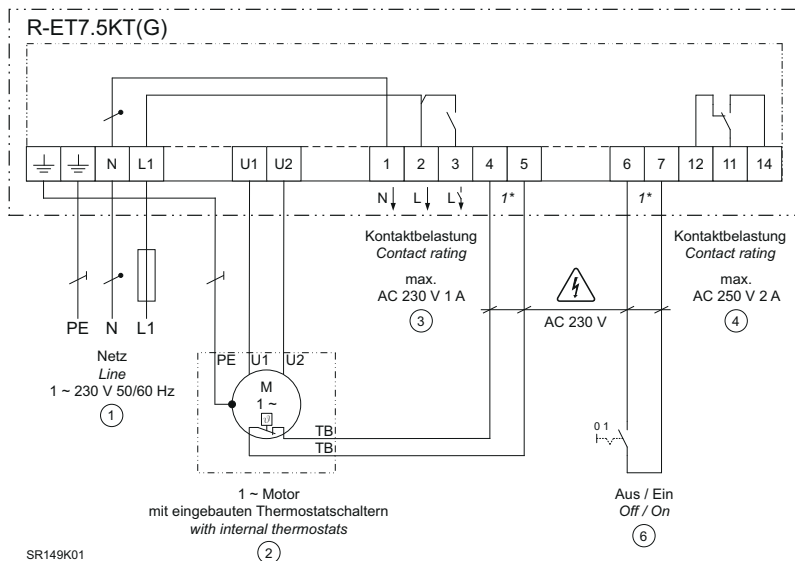 R-ET7.5KT(G)
N L1 U1 U2 1 2 3 4 5 6 7 12 11 14
N L L 1* 1*
Kontaktbelastung
Contact rating
max.
AC 230 V 1 A
3
Kontaktbelastung
Contact rating
max.
AC 250 V 2 A
4
AC 230 V
PE N L1
Netz
Line
1 ~ 230 V 50/60 Hz
1
PE U1 U2
M
1 ~
ϑ
TB
TB
0 1
1 ~ Motor
mit eingebauten Thermostatschaltern
with internal thermostats
2
Aus / Ein
Off / On
6
SR149K01